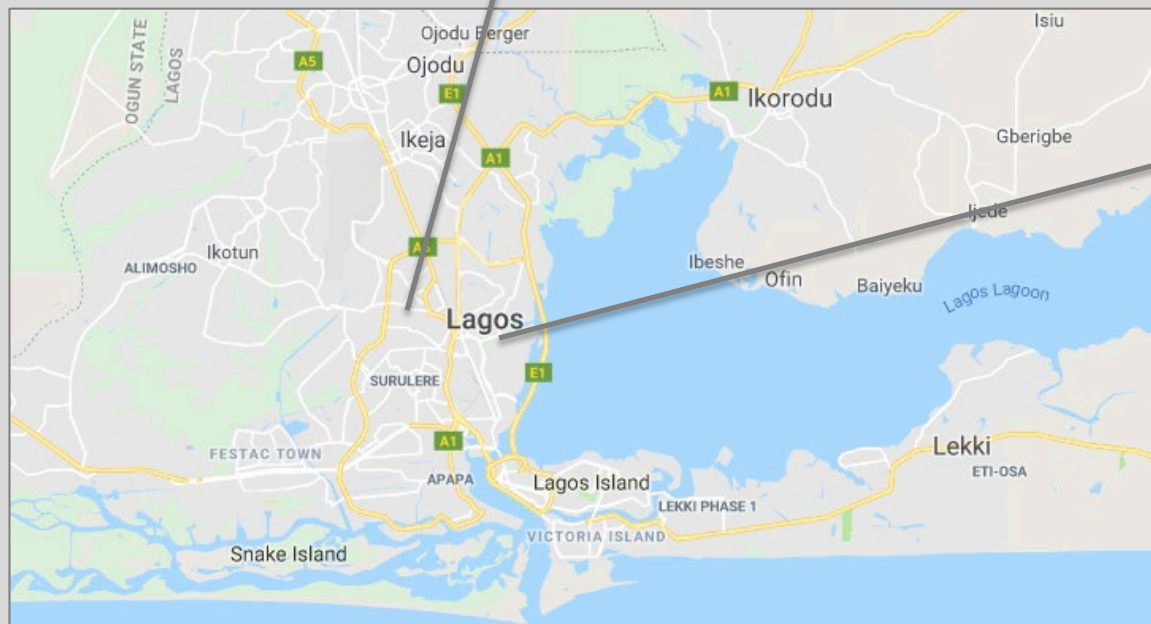 Isiu
OGUN STATE
LAGOS
Ojodu Berger
A5
Ojodu
E1
A1
Ikorodu
Ikeja
A1
Gberigbe
Ijede
Ikotun
A5
ALIMOSHO
Ibeshe
Ofin
Baiyeku
Lagos Lagoon
Lagos
E1
SURULERE
A1
Lekki
FESTAC TOWN
ETI-OSA
APAPA
Lagos Island
LEKKI PHASE 1
VICTORIA ISLAND
Snake Island